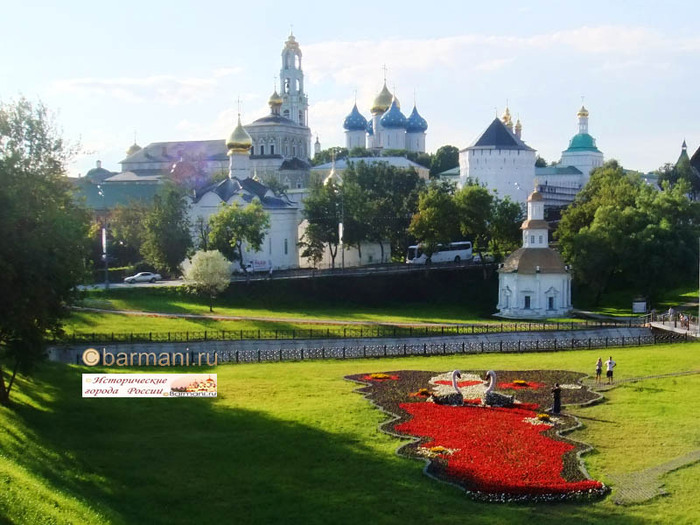 ©barmani.ru
Исторические
города России
Barmani.ru